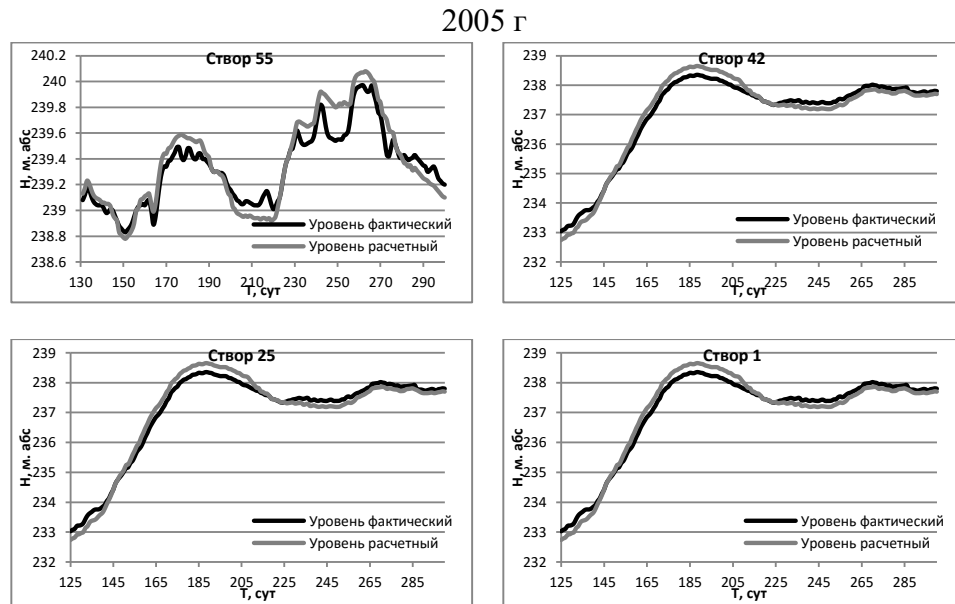 2005 г
Створ 55
Н, м. абс
240.2
240
239.8
239.6
239.4
239.2
239
238.8
238.6
Уровень фактический
Уровень расчетный
130 150 170 190 210 230 250 270 290
Т, сут
Створ 42
Н, м. абс
239
238
237
236
235
234
233
232
Уровень фактический
Уровень расчетный
125 145 165 185 205 225 245 265 285
Т, сут
Створ 25
Н, м. абс
239
238
237
236
235
234
233
232
Уровень фактический
Уровень расчетный
125 145 165 185 205 225 245 265 285
Т, сут
Створ 1
Н, м. абс
239
238
237
236
235
234
233
232
Уровень фактический
Уровень расчетный
125 145 165 185 205 225 245 265 285
Т, сут